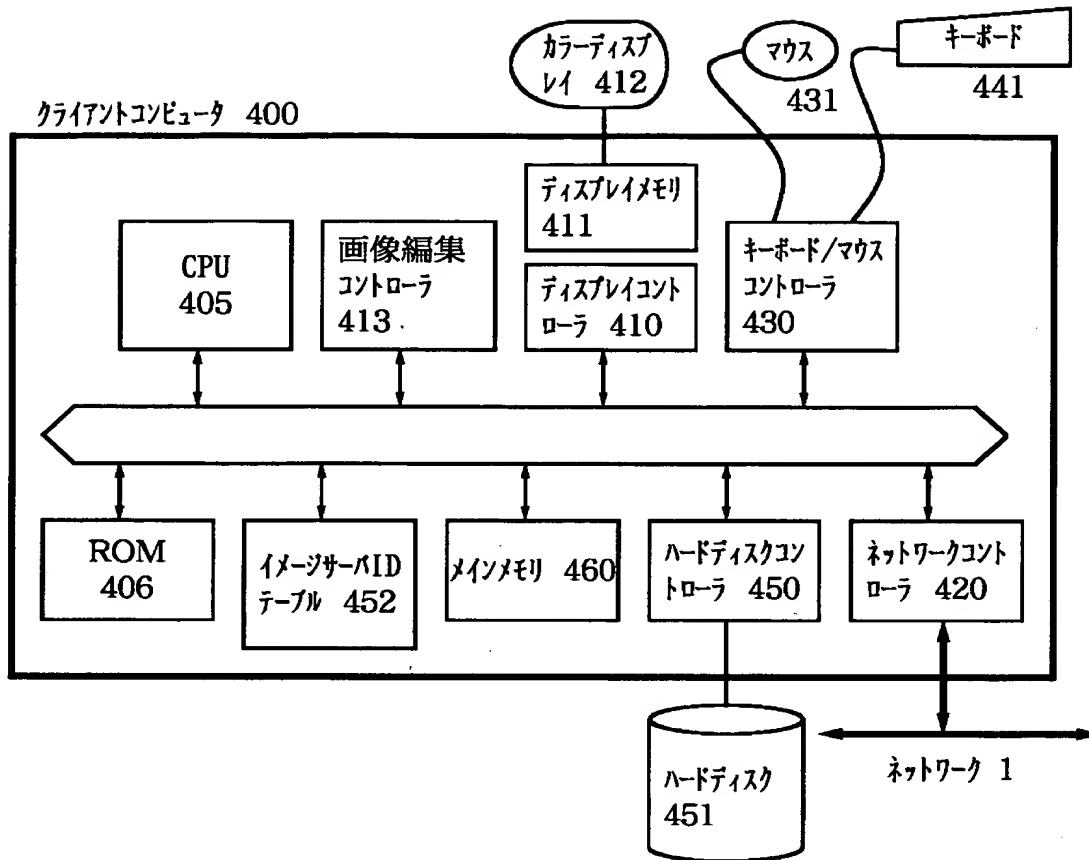 カラーディスプ
レイ 412
マウス
431
キーボード
441
クライアントコンピュータ 400
ディスプレイメモリ
411
CPU
405
画像編集
コントローラ
413
ディスプレイコント
ローラ 410
キーボード/マウス
コントローラ
430
ROM
406
イメージサーバID
テーブル 452
メインメモリ 460
ハードディスクコン
トローラ 450
ネットワークコント
ローラ 420
ハードディスク
451
ネットワーク 1